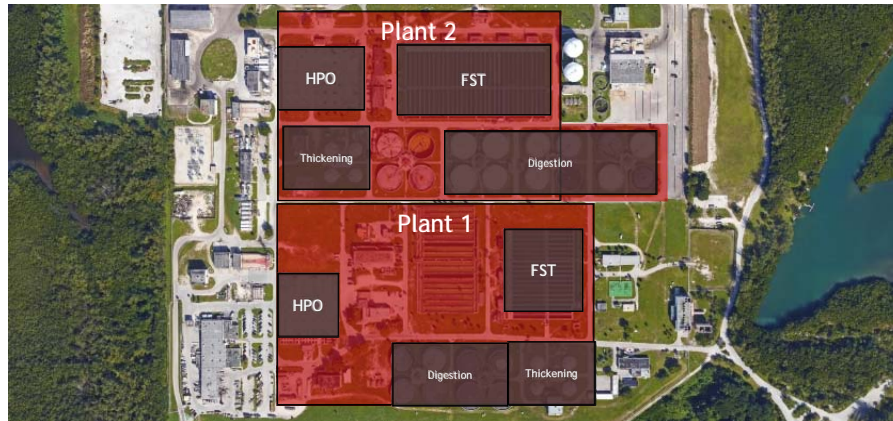 Plant 2
HPO
FST
Thickening
Digestion
Plant 1
FST
HPO
Digestion
Thickening